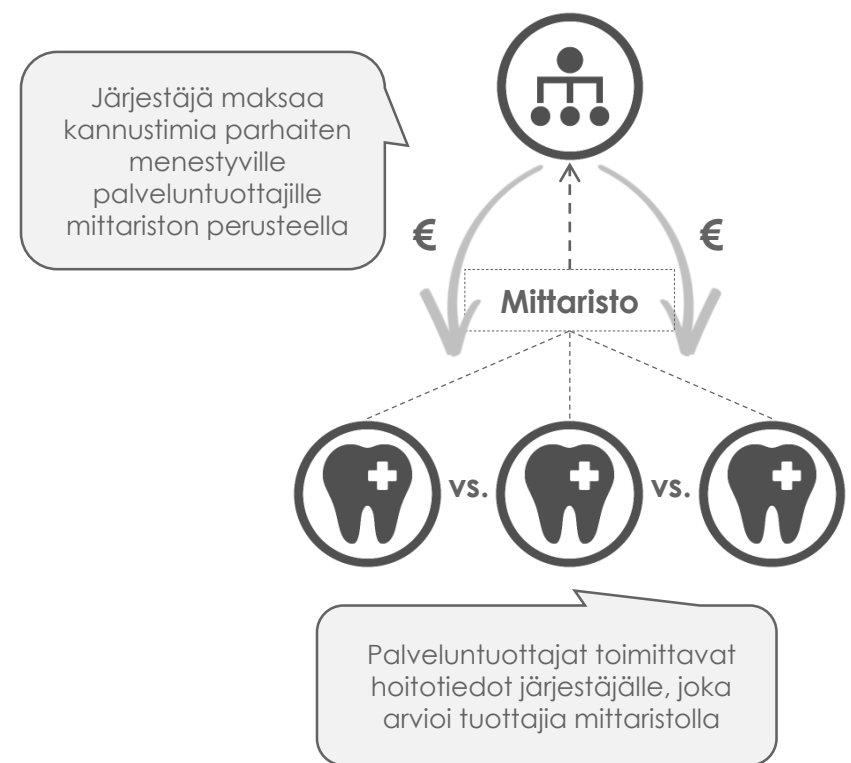 Järjestäjä maksaa
kannustimia parhaiten
menestyville
palveluntuottajille
mittariston perusteella
€
€
Mittaristo
vs.
vs.
Palveluntuottajat toimittavat
hoitotiedot järjestäjälle, joka
arvioi tuottajia mittaristolla